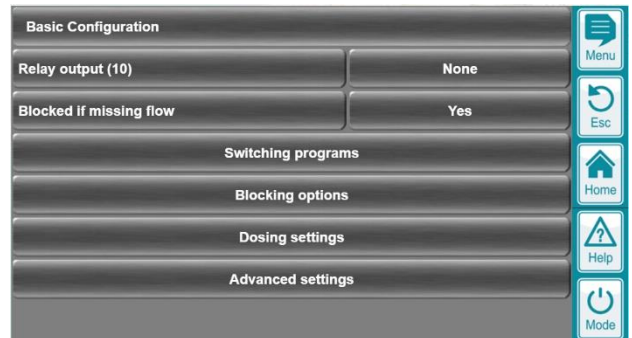 Basic Configuration
Relay output (10) None
Blocked if missing flow Yes
Switching programs
Blocking options
Dosing settings
Advanced settings
Menu
Esc
Home
Help
Mode